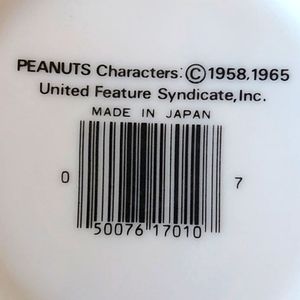 PEANUTS Characters: ©1958,1965
United Feature Syndicate, Inc.
MADE IN JAPAN
0 50076 17010 7